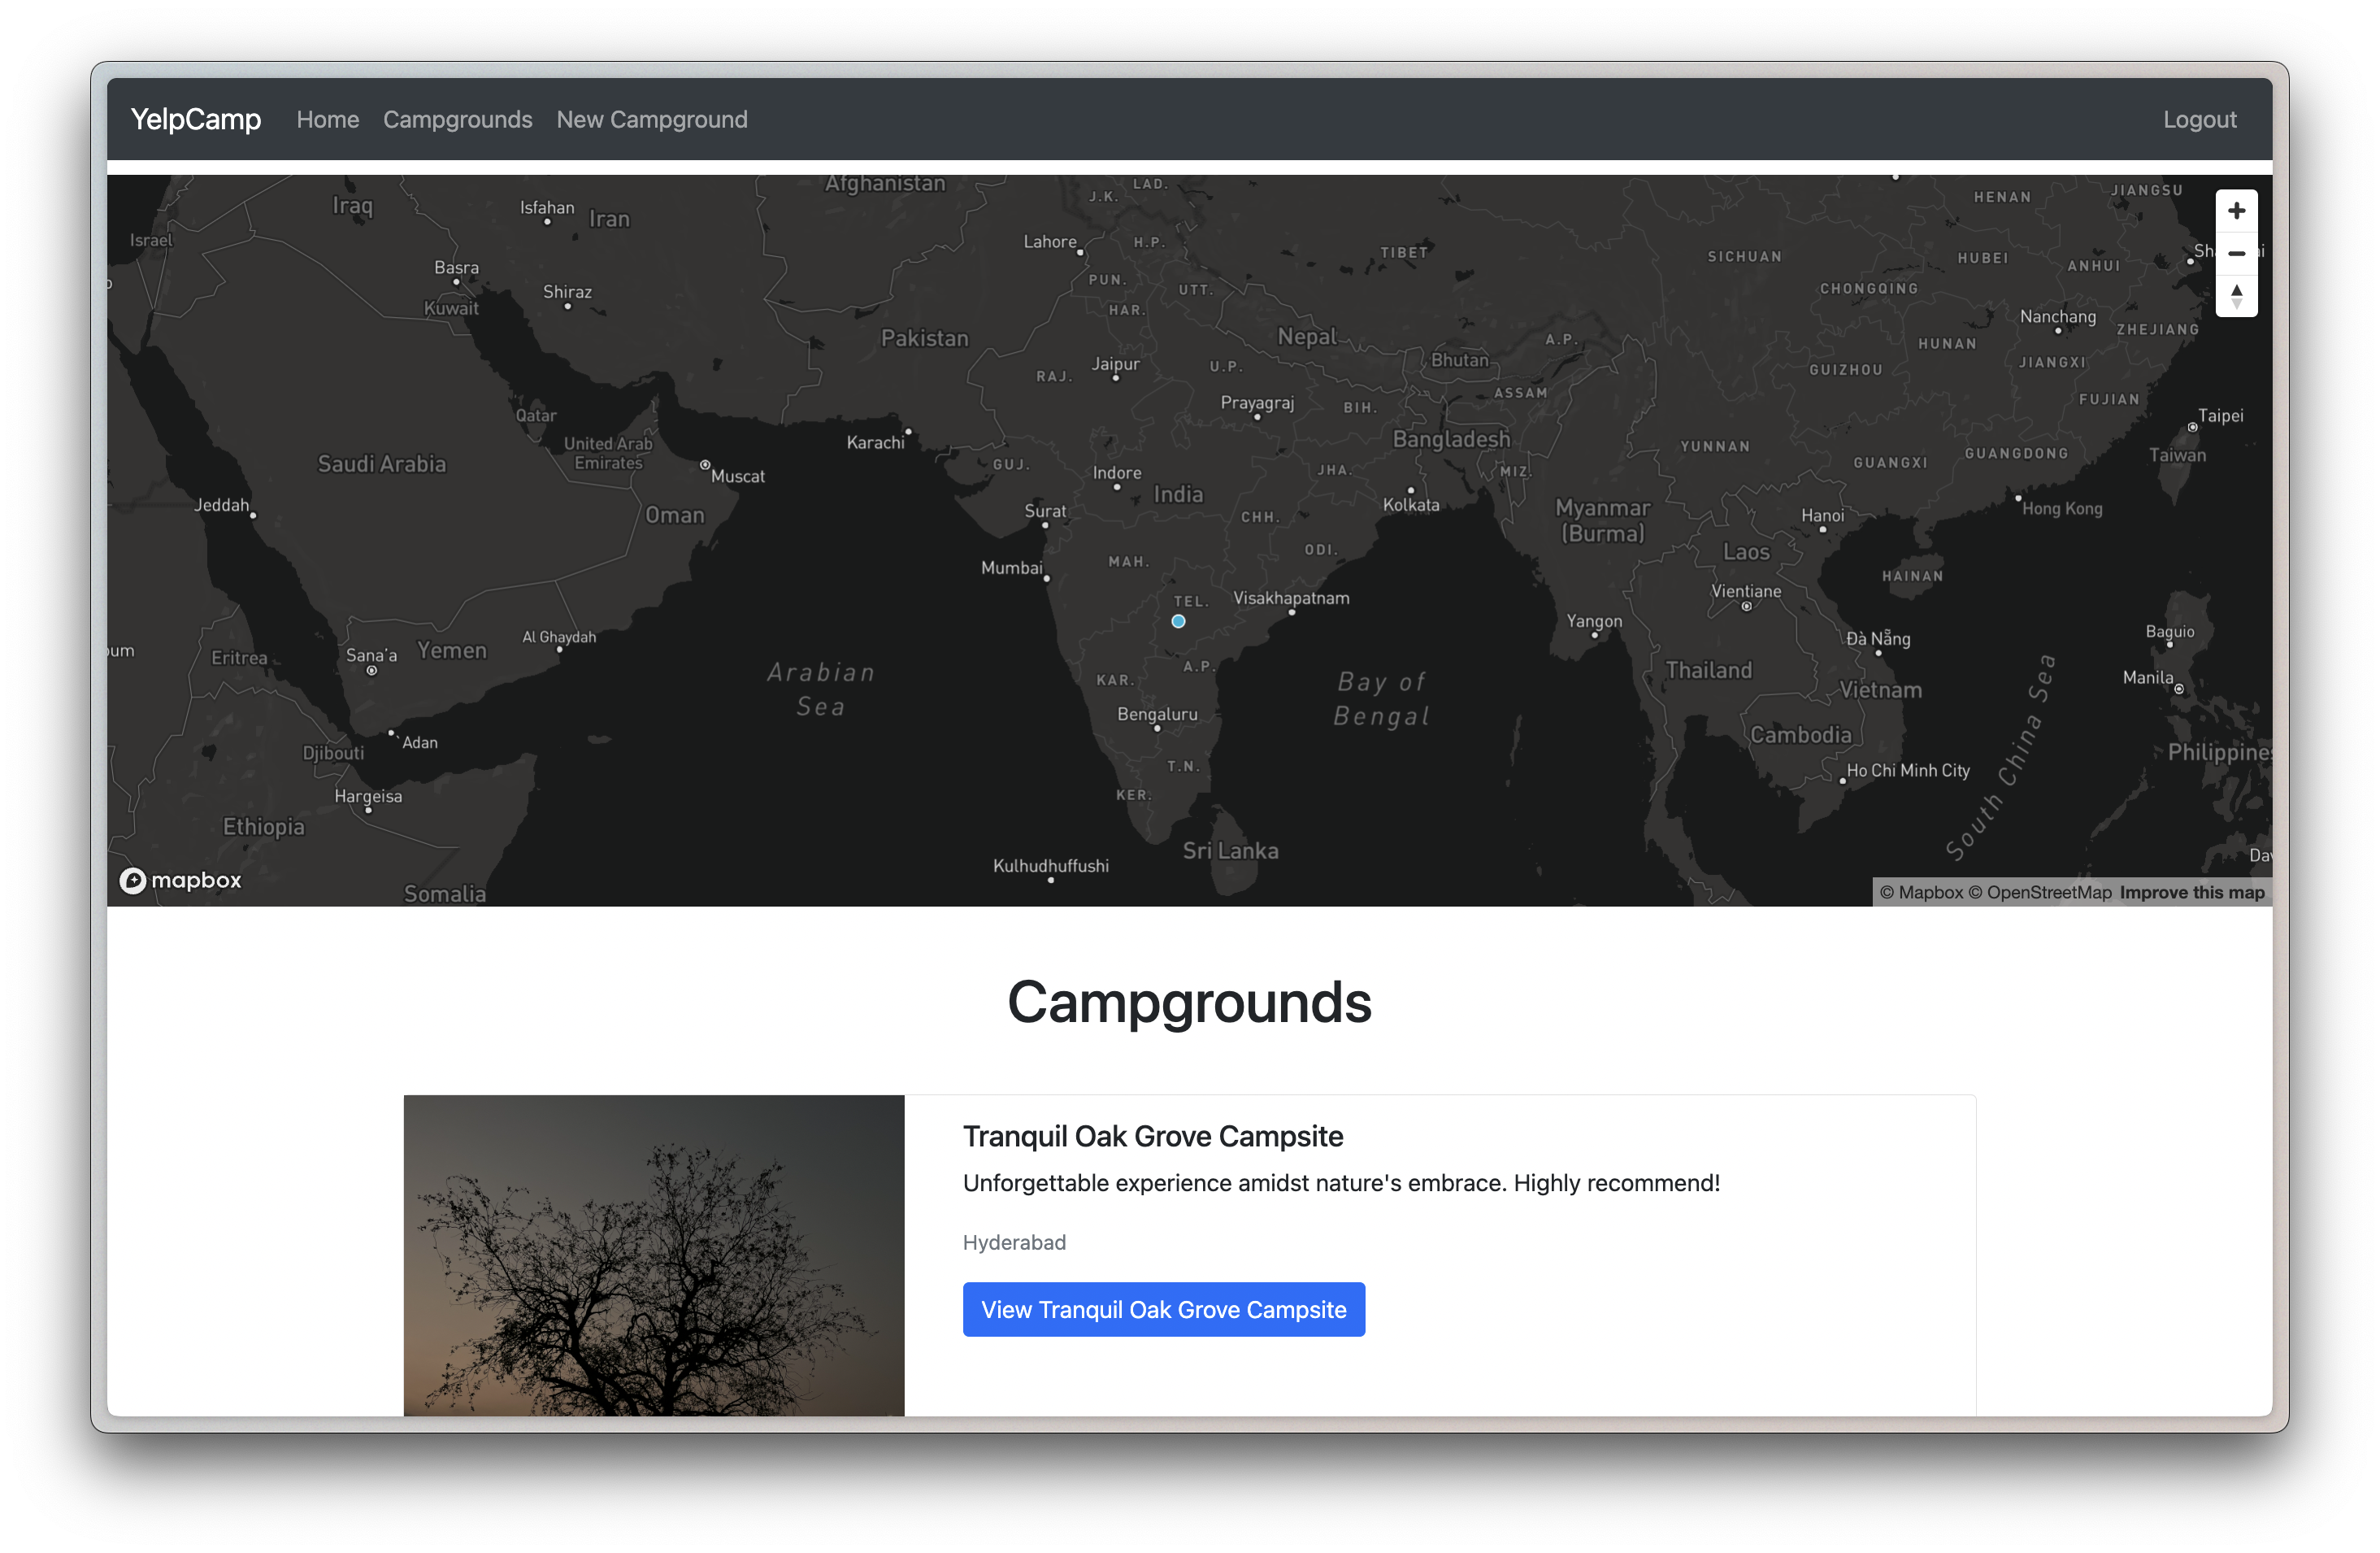 YelpCamp Home Campgrounds New Campground Logout
Afghanistan
LAD.
J.K.
JIANGSU
HENAN
Iraq
Isfahan
Iran
Israel
Lahore
H.P.
TIBET
SICHUAN
HUBEI
ANHUI
Basra
PUN.
Shiraz
UTT.
CHONGQING
Kuwait
HAR.
Nanchang
ZHEJIANG
Pakistan
Nepal
A.P.
HUNAN
Bhutan
JIANGXI
Jaipur
U.P.
GUIZHOU
RAJ.
ASSAM
FUJIAN
Prayagraj
BIH.
Qatar
Taipei
Bangladesh
Karachi
United Arab
Emirates
YUNNAN
GUANGDONG
Taiwan
Saudi Arabia
GUJ.
GUANGXI
Indore
JHA.
MIZ.
Muscat
India
Jeddah
Kolkata
Myanmar
(Burma)
Hong Kong
Oman
Surat
CHH.
Hanoi
ODI.
Laos
MAH.
Mumbai
HAINAN
Vientiane
TEL.
Visakhapatnam
Yangon
Baguio
Al Ghaydah
Đà Nẵng
Yemen
Sana'a
Eritrea
A.P.
Arabian
Sea
Thailand
Manila
KAR.
Bay of
Bengal
Vietnam
Bengaluru
Cambodia
Adan
Djibouti
South China Sea
T.N.
Ho Chi Minh City
Hargeisa
KER.
Ethiopia
Sri Lanka
Kulhudhuffushi
Somalia
mapbox
© Mapbox © OpenStreetMap Improve this map
Campgrounds
Tranquil Oak Grove Campsite
Unforgettable experience amidst nature's embrace. Highly recommend!
Hyderabad
View Tranquil Oak Grove Campsite